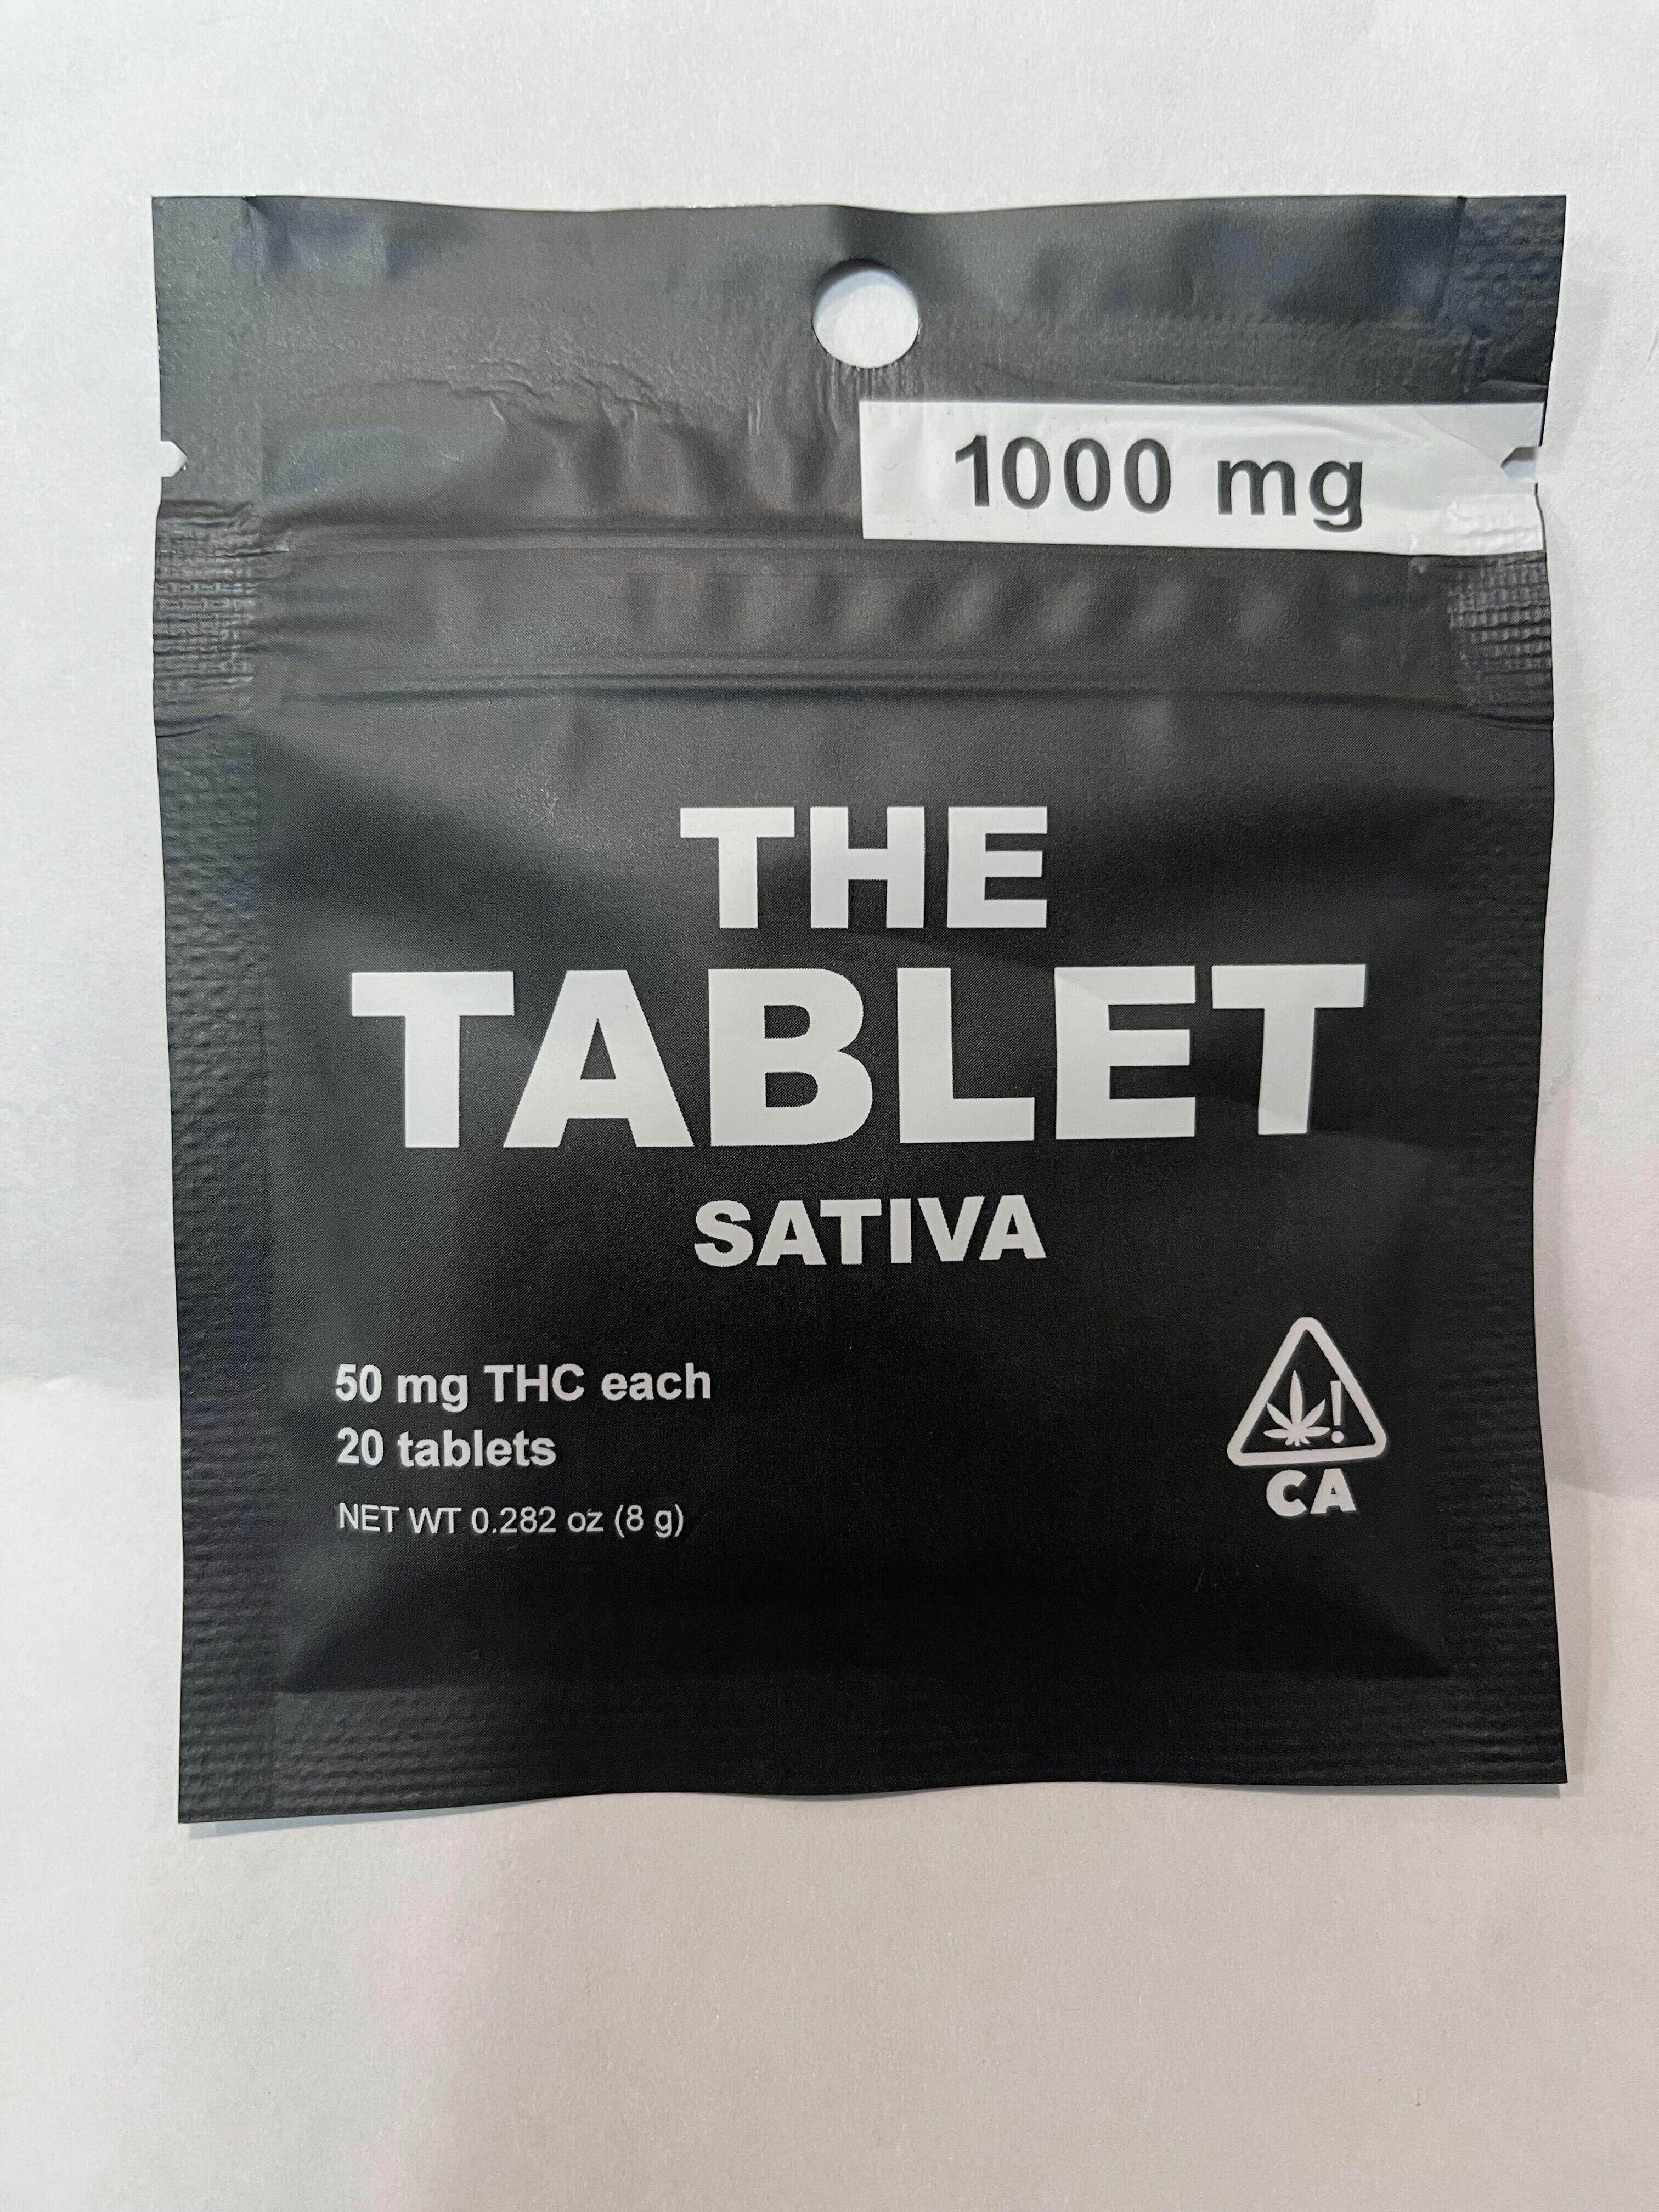 1000 mg
THE
TABLET
SATIVA
50 mg THC each
20 tablets
NET WT 0.282 oz (8 g)
!
CA